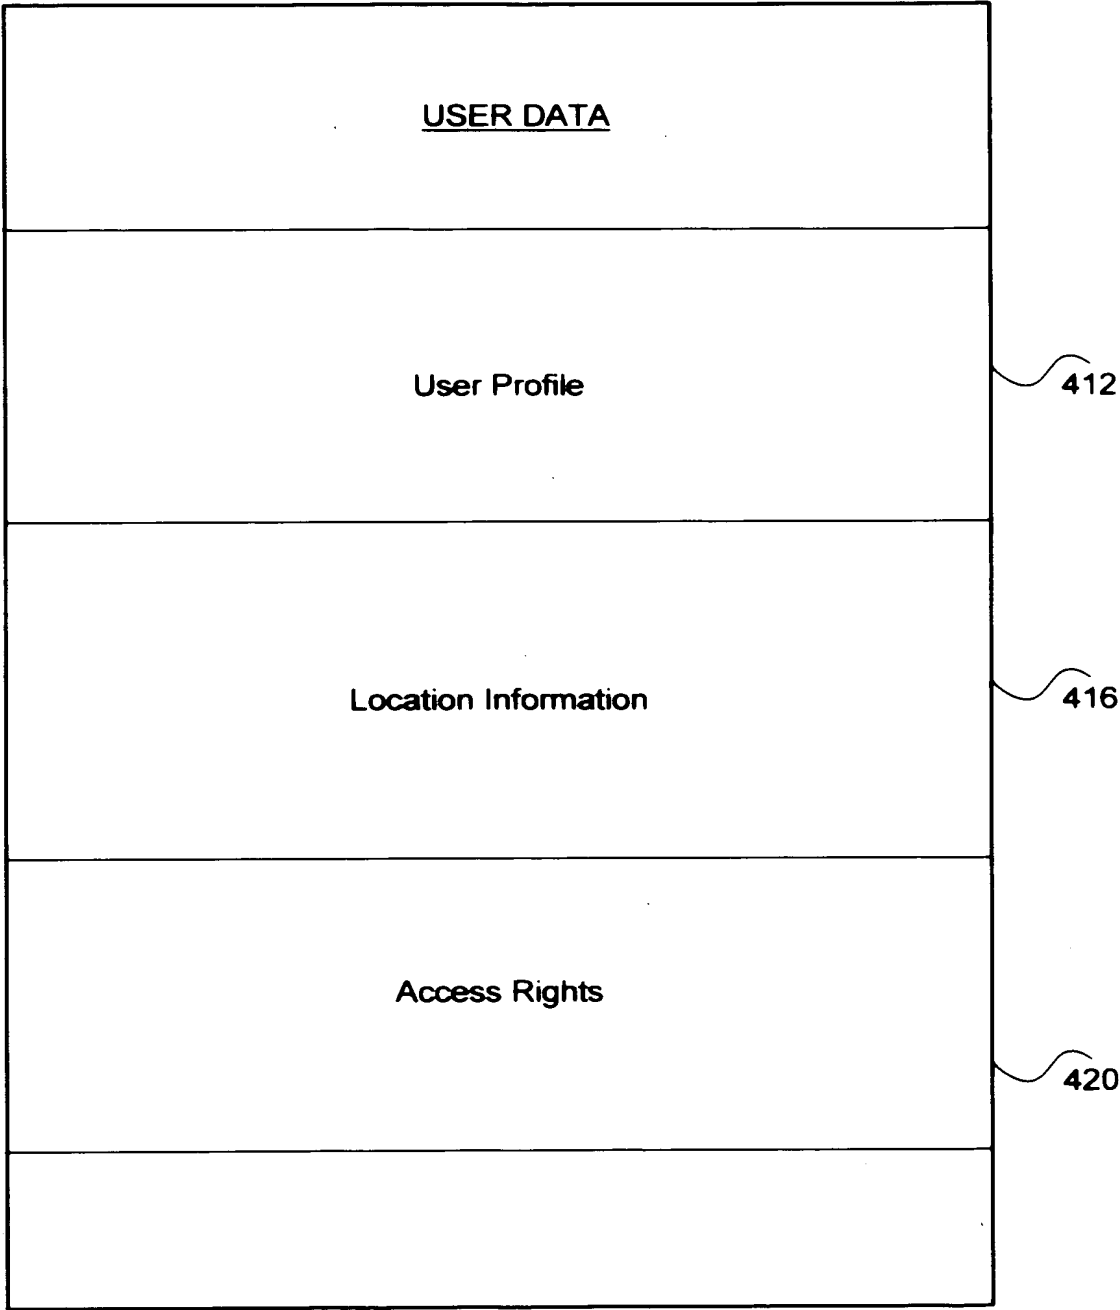 USER DATA
User Profile
412
Location Information
416
Access Rights
420